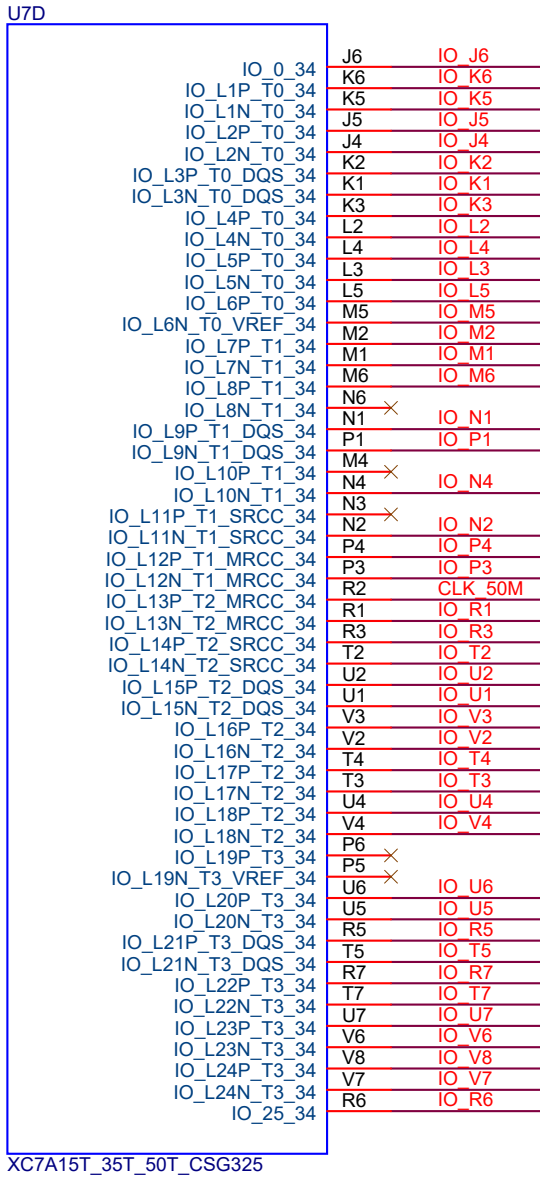 U7D
IO_0_34 J6 IO_J6
IO_L1P_T0_34 K6 IO_K6
IO_L1N_T0_34 K5 IO_K5
IO_L2P_T0_34 J5 IO_J5
IO_L2N_T0_34 J4 IO_J4
IO_L3P_T0_DQS_34 K2 IO_K2
IO_L3N_T0_DQS_34 K1 IO_K1
IO_L4P_T0_34 K3 IO_K3
IO_L4N_T0_34 L2 IO_L2
IO_L5P_T0_34 L4 IO_L4
IO_L5N_T0_34 L3 IO_L3
IO_L6P_T0_34 L5 IO_L5
IO_L6N_T0_VREF_34 M5 IO_M5
IO_L7P_T1_34 M2 IO_M2
IO_L7N_T1_34 M1 IO_M1
IO_L8P_T1_34 M6 IO_M6
IO_L8N_T1_34 N6
IO_L9P_T1_DQS_34 N1 IO_N1
IO_L9N_T1_DQS_34 P1 IO_P1
IO_L10P_T1_34 M4
IO_L10N_T1_34 N4 IO_N4
IO_L11P_T1_SRCC_34 N3
IO_L11N_T1_SRCC_34 N2 IO_N2
IO_L12P_T1_MRCC_34 P4 IO_P4
IO_L12N_T1_MRCC_34 P3 IO_P3
IO_L13P_T2_MRCC_34 R2 CLK_50M
IO_L13N_T2_MRCC_34 R1 IO_R1
IO_L14P_T2_SRCC_34 R3 IO_R3
IO_L14N_T2_SRCC_34 T2 IO_T2
IO_L15P_T2_DQS_34 U2 IO_U2
IO_L15N_T2_DQS_34 U1 IO_U1
IO_L16P_T2_34 V3 IO_V3
IO_L16N_T2_34 V2 IO_V2
IO_L17P_T2_34 T4 IO_T4
IO_L17N_T2_34 T3 IO_T3
IO_L18P_T2_34 U4 IO_U4
IO_L18N_T2_34 V4 IO_V4
IO_L19P_T3_34 P6
IO_L19N_T3_VREF_34 P5
IO_L20P_T3_34 U6 IO_U6
IO_L20N_T3_34 U5 IO_U5
IO_L21P_T3_DQS_34 R5 IO_R5
IO_L21N_T3_DQS_34 T5 IO_T5
IO_L22P_T3_34 R7 IO_R7
IO_L22N_T3_34 T7 IO_T7
IO_L23P_T3_34 U7 IO_U7
IO_L23N_T3_34 V6 IO_V6
IO_L24P_T3_34 V8 IO_V8
IO_L24N_T3_34 V7 IO_V7
IO_25_34 R6 IO_R6
XC7A15T_35T_50T_CSG325